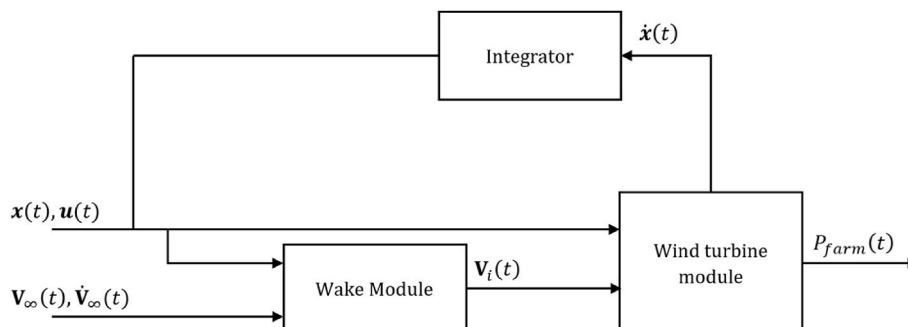 ẋ(t)
Integrator
x(t), u(t)
Wind turbine
module
P_farm(t)
V_i(t)
Wake Module
V_∞(t), V̇_∞(t)